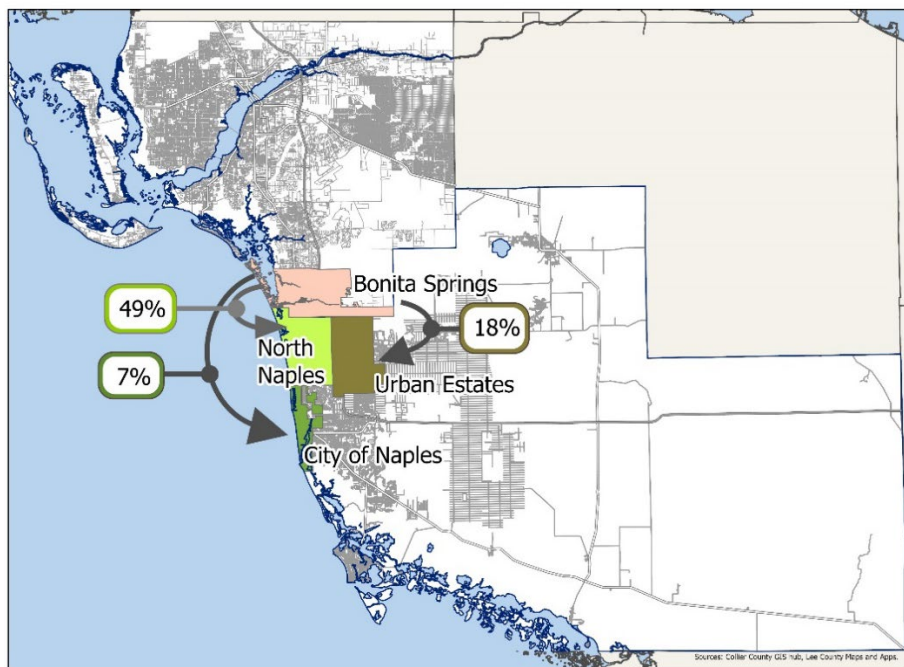 Bonita Springs
49%
18%
North
Naples
7%
Urban Estates
City of Naples
Sources: Collier County GIS hub, Lee County Maps and Apps.